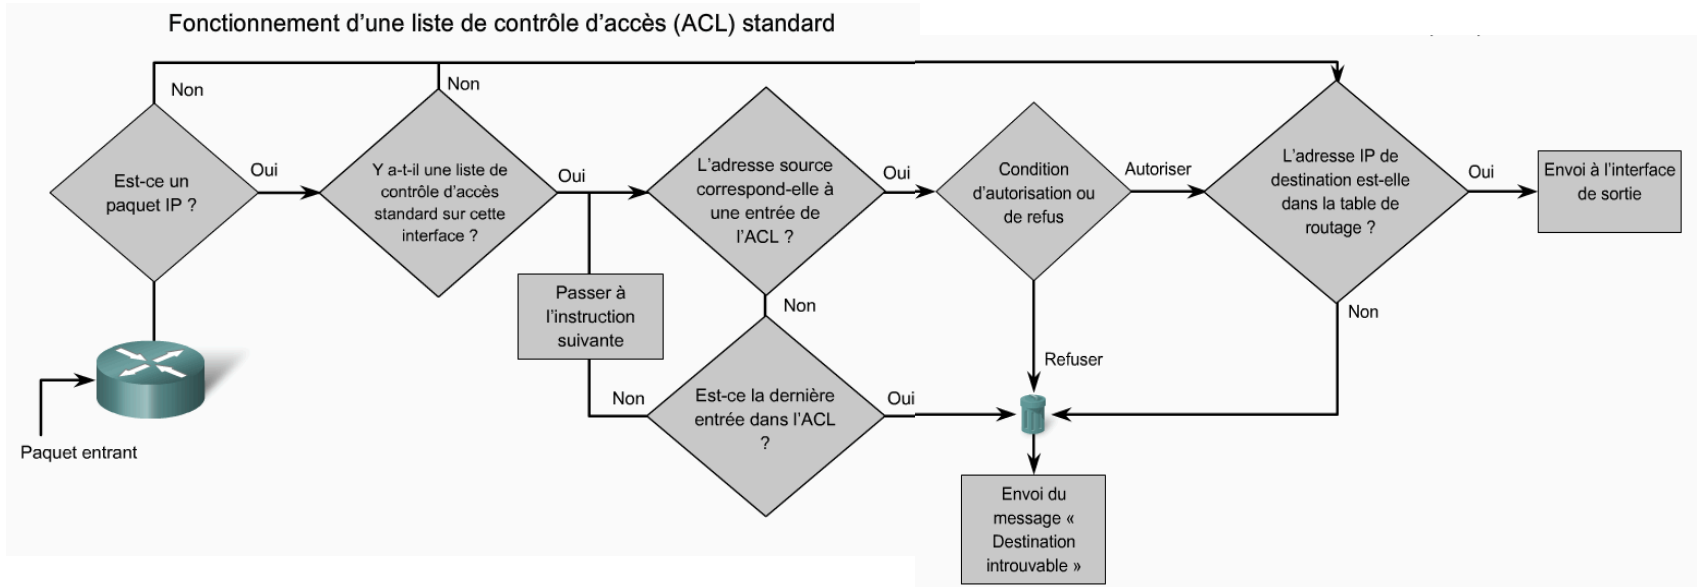 Fonctionnement d’une liste de contrôle d’accès (ACL) standard
Non
Non
Est-ce un
paquet IP ?
Oui
Y a-t-il une liste de
contrôle d’accès
standard sur cette
interface ?
Oui
L’adresse source
correspond-elle à
une entrée de
l’ACL ?
Oui
Condition
d’autorisation ou
de refus
Autoriser
L’adresse IP de
destination est-elle
dans la table de
routage ?
Oui
Envoi à l’interface
de sortie
Passer à
l’instruction
suivante
Non
Non
Refuser
Non
Est-ce la dernière
entrée dans l’ACL
?
Oui
Paquet entrant
Envoi du
message «
Destination
introuvable »